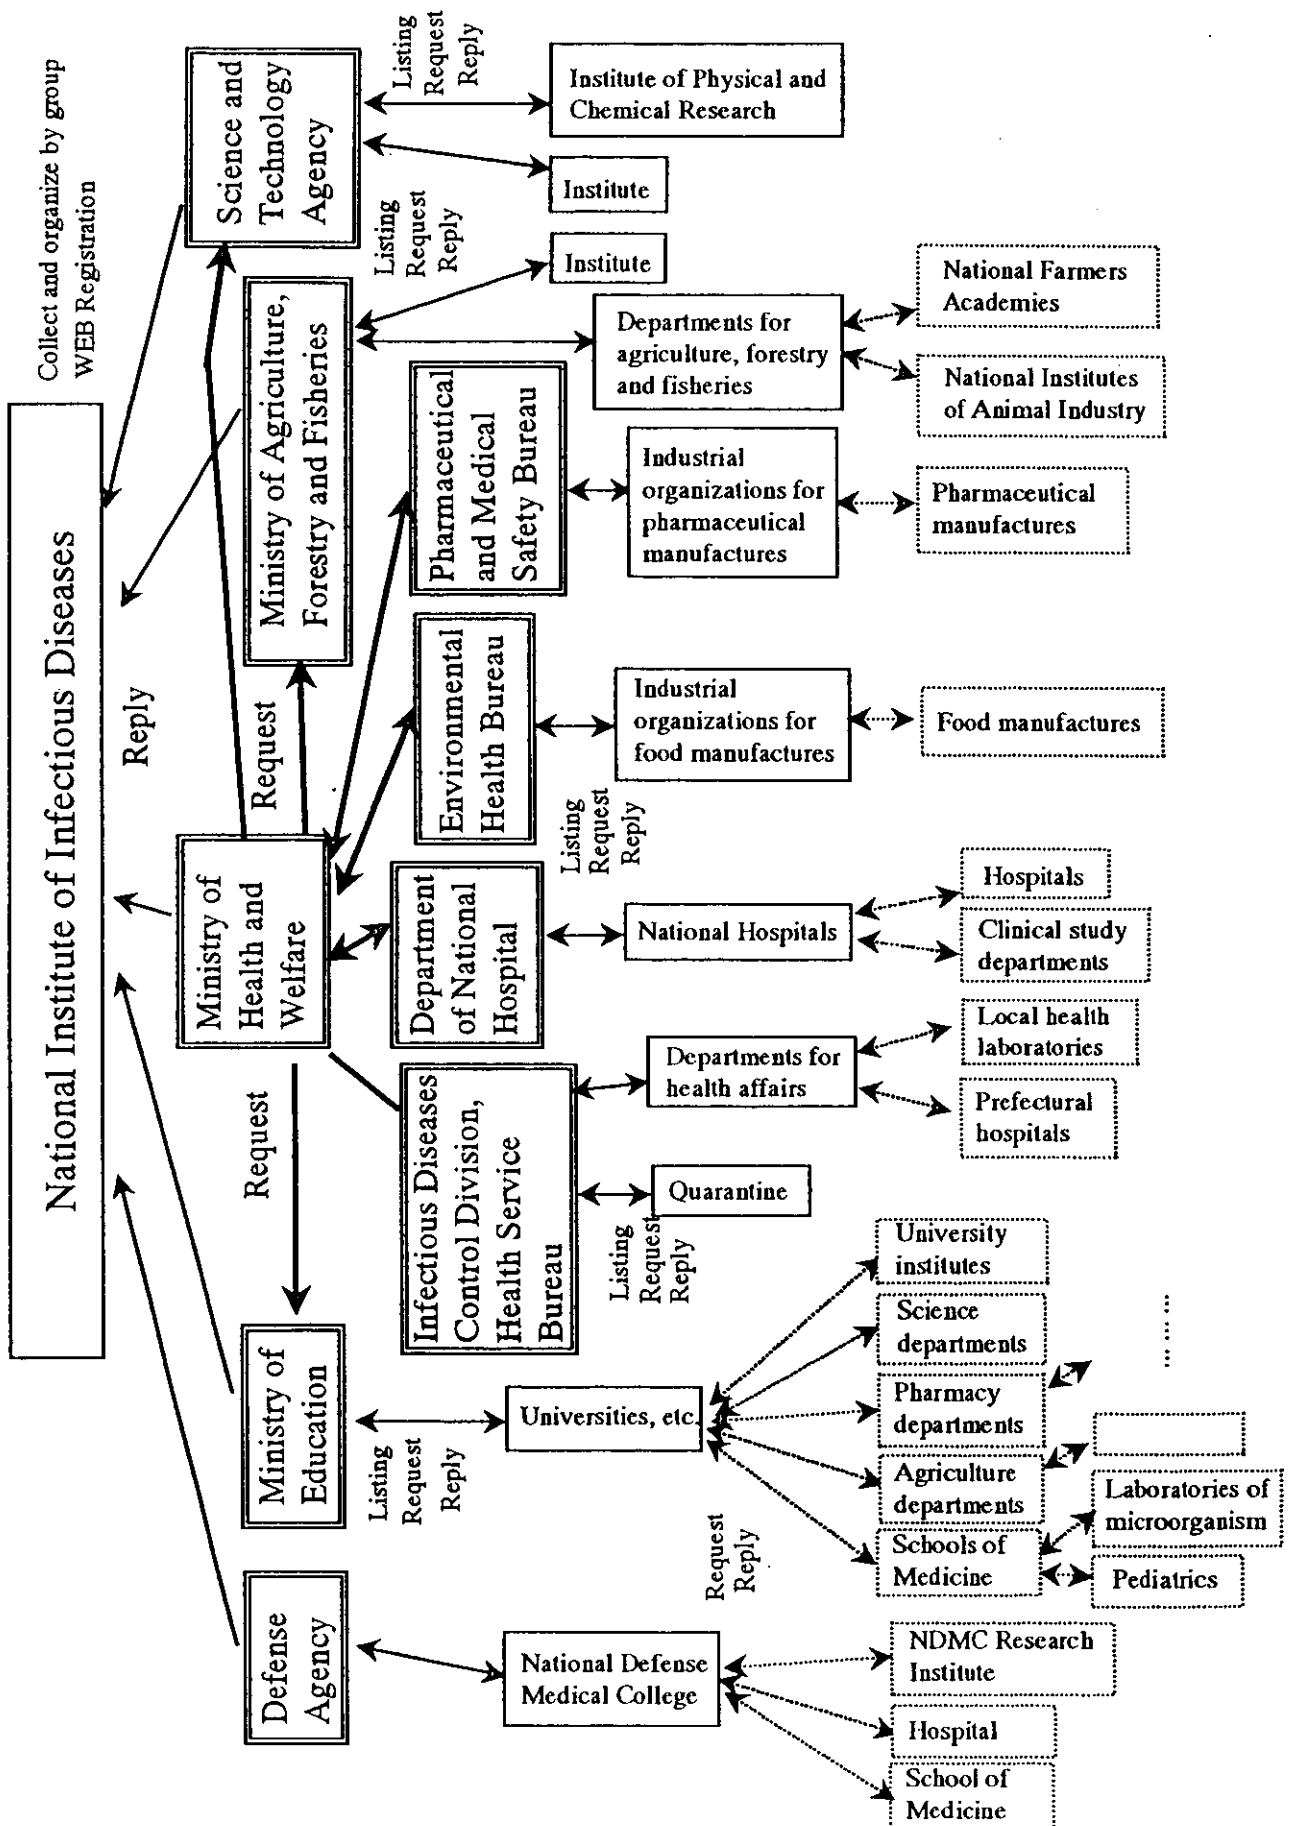 National Institute of Infectious Diseases
Collect and organize by group
WEB Registration
Reply
Request
Request
Defense
Agency
Ministry of
Education
Ministry of
Health and
Welfare
Ministry of Agriculture,
Forestry and Fisheries
Science and
Technology
Agency
Listing
Request
Reply
Listing
Request
Reply
Listing
Request
Reply
Infectious Diseases
Control Division,
Health Service
Bureau
Department
of National
Hospital
Environmental
Health Bureau
Pharmaceutical
and Medical
Safety Bureau
Listing
Request
Reply
Listing
Request
Reply
National Defense
Medical College
Universities, etc.
Quarantine
Departments for
health affairs
National Hospitals
Industrial
organizations for
food manufactures
Industrial
organizations for
pharmaceutical
manufactures
Departments for
agriculture, forestry
and fisheries
Institute
Institute
Institute of Physical and
Chemical Research
Request
Reply
School of
Medicine
Hospital
NDMC Research
Institute
Schools of
Medicine
Agriculture
departments
Pharmacy
departments
Science
departments
University
institutes
Pediatrics
Laboratories of
microorganism
....
Prefectural
hospitals
Local health
laboratories
Clinical study
departments
Hospitals
Food manufactures
Pharmaceutical
manufactures
National Institutes
of Animal Industry
National Farmers
Academies